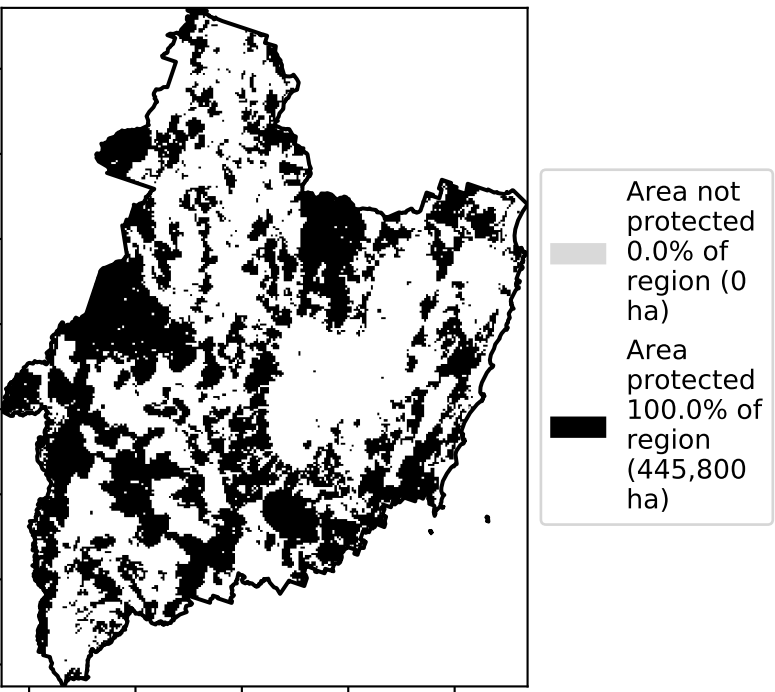 Area not
protected
0.0% of
region (0
ha)
Area
protected
100.0% of
region
(445,800
ha)